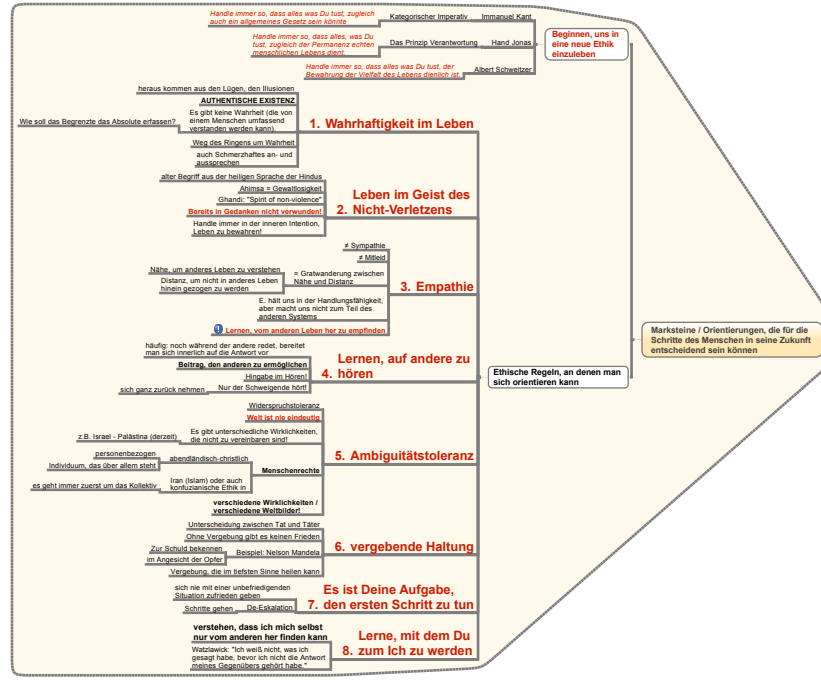 Marksteine / Orientierungen, die für die
Schritte des Menschen in seine Zukunft
entscheidend sein können
Beginnen, uns in
eine neue Ethik
einzuleben
Immanuel Kant
Kategorischer Imperativ
Handle immer so, dass alles was Du tust, zugleich
auch ein allgemeines Gesetz sein könnte
Hand Jonas
Das Prinzip Verantwortung
Handle immer so, dass alles, was Du
tust, zugleich der Permanenz echten
menschlichen Lebens dient.
Albert Schweitzer
Handle immer so, dass alles was Du tust, der
Bewahrung der Vielfalt des Lebens dienlich ist.
Ethische Regeln, an denen man
sich orientieren kann
1. Wahrhaftigkeit im Leben
heraus kommen aus den Lügen, den Illusionen
AUTHENTISCHE EXISTENZ
Es gibt keine Wahrheit (die von
einem Menschen umfassend
verstanden werden kann).
Wie soll das Begrenzte das Absolute erfassen?
Weg des Ringens um Wahrheit
auch Schmerzhaftes an- und
aussprechen
Leben im Geist des
2. Nicht-Verletzens
alter Begriff aus der heiligen Sprache der Hindus
Ahimsa = Gewaltlosigkeit
Ghandi: "Spirit of non-violence"
Bereits in Gedanken nicht verwunden!
Handle immer in der inneren Intention,
Leben zu bewahren!
3. Empathie
≠ Sympathie
≠ Mitleid
= Gratwanderung zwischen
Nähe und Distanz
Nähe, um anderes Leben zu verstehen
Distanz, um nicht in anderes Leben
hinein gezogen zu werden
E. hält uns in der Handlungsfähigkeit,
aber macht uns nicht zum Teil des
anderen Systems
Lernen, vom anderen Leben her zu empfinden
Lernen, auf andere zu
4. hören
häufig: noch während der andere redet, bereitet
man sich innerlich auf die Antwort vor
Beitrag, den anderen zu ermöglichen
Hingabe im Hören!
Nur der Schweigende hört!
sich ganz zurück nehmen
5. Ambiguitätstoleranz
Widerspruchstoleranz
Welt ist nie eindeutig
Es gibt unterschiedliche Wirklichkeiten,
die nicht zu vereinbaren sind!
z.B. Israel - Palästina (derzeit)
Menschenrechte
abendländisch-christlich
personenbezogen
Individuum, das über allem steht
Iran (Islam) oder auch
konfuzianische Ethik in
es geht immer zuerst um das Kollektiv
verschiedene Wirklichkeiten /
verschiedene Weltbilder!
6. vergebende Haltung
Unterscheidung zwischen Tat und Täter
Ohne Vergebung gibt es keinen Frieden
Beispiel: Nelson Mandela
Zur Schuld bekennen
im Angesicht der Opfer
Vergebung, die im tiefsten Sinne heilen kann
Es ist Deine Aufgabe,
7. den ersten Schritt zu tun
sich nie mit einer unbefriedigenden
Situation zufrieden geben
De-Eskalation
Schritte gehen
Lerne, mit dem Du
8. zum Ich zu werden
verstehen, dass ich mich selbst
nur vom anderen her finden kann
Watzlawick: "Ich weiß nicht, was ich
gesagt habe, bevor ich nicht die Antwort
meines Gegenübers gehört habe."